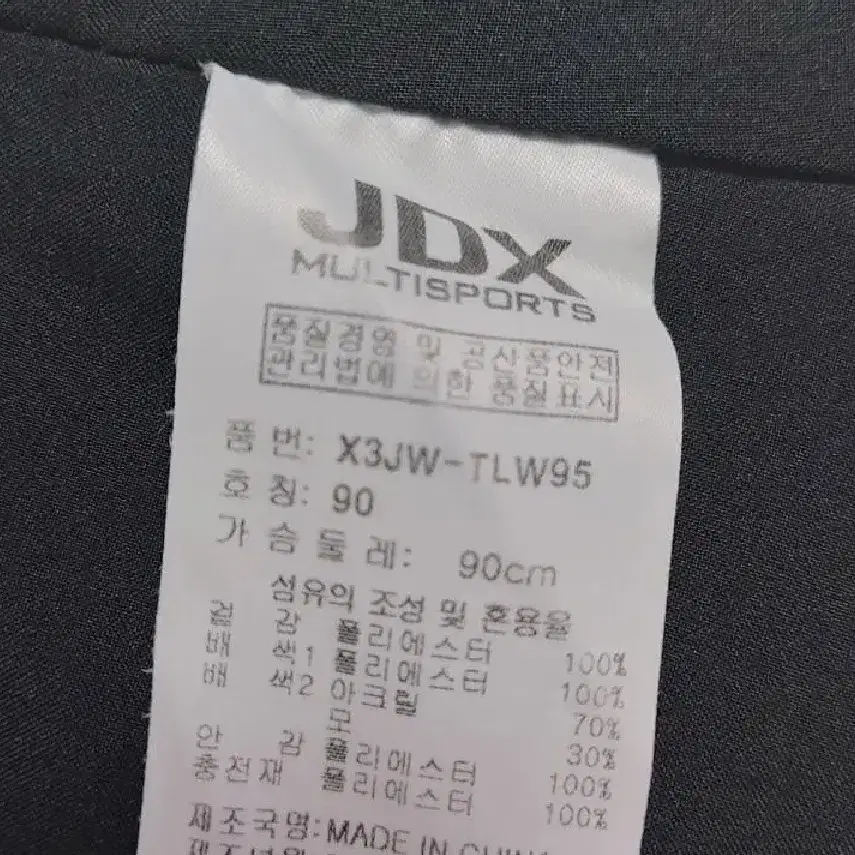 JDX
MULTISPORTS
품질경영 및 공산품안전
관리법에 의한 품질표시
품 번: X3JW-TLW95
호 칭: 90
가 슴 둘 레: 90cm
섬유의 조성 및 혼용율
겉 감 폴리에스터 100%
배 색1 폴리에스터 100%
배 색2 아크릴 70%
모 30%
안 감 폴리에스터 100%
충전재 폴리에스터 100%
제조국명: MADE IN CHINA